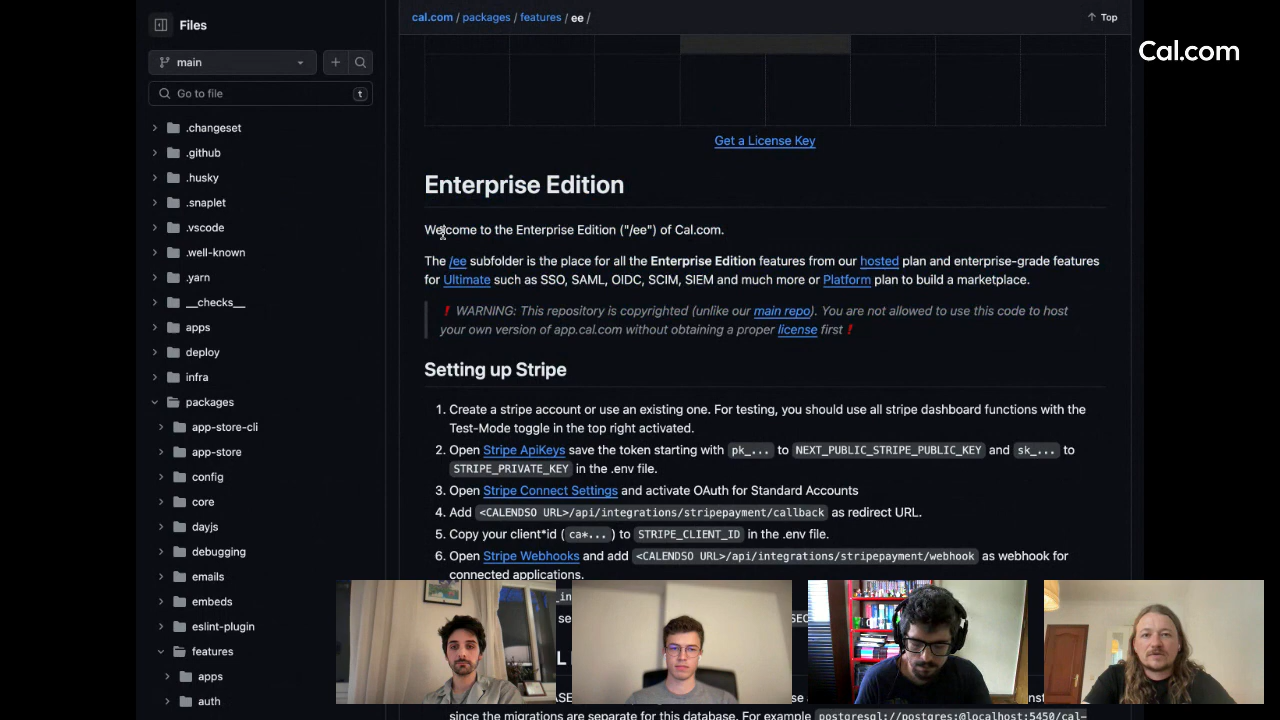 Files
cal.com / packages / features / ee /
Top
Cal.com
main
Go to file
t
.changeset
.github
.husky
.snaplet
.vscode
.well-known
.yarn
__checks__
apps
deploy
infra
packages
app-store-cli
app-store
config
core
dayjs
debugging
emails
embeds
eslint-plugin
features
apps
auth
Get a License Key
Enterprise Edition
Welcome to the Enterprise Edition ("/ee") of Cal.com.
The /ee subfolder is the place for all the Enterprise Edition features from our hosted plan and enterprise-grade features
for Ultimate such as SSO, SAML, OIDC, SCIM, SIEM and much more or Platform plan to build a marketplace.
❗ WARNING: This repository is copyrighted (unlike our main repo). You are not allowed to use this code to host
your own version of app.cal.com without obtaining a proper license first ❗
Setting up Stripe
1. Create a stripe account or use an existing one. For testing, you should use all stripe dashboard functions with the
Test-Mode toggle in the top right activated.
2. Open Stripe ApiKeys save the token starting with pk_... to NEXT_PUBLIC_STRIPE_PUBLIC_KEY and sk_... to
STRIPE_PRIVATE_KEY in the .env file.
3. Open Stripe Connect Settings and activate OAuth for Standard Accounts
4. Add <CALENDSO URL>/api/integrations/stripepayment/callback as redirect URL.
5. Copy your client*id (ca*...) to STRIPE_CLIENT_ID in the .env file.
6. Open Stripe Webhooks and add <CALENDSO URL>/api/integrations/stripepayment/webhook as webhook for
connected applications.
since the migrations are separate for this database. For example postgresql://postgres:@localhost:5450/cal-